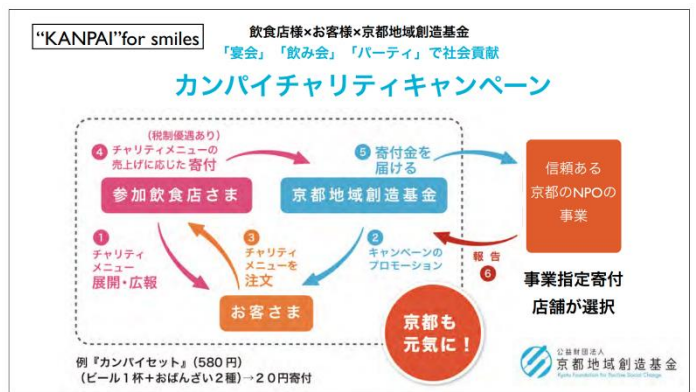 "KANPAI"for smiles
飲食店様×お客様×京都地域創造基金
「宴会」「飲み会」「パーティ」で社会貢献
カンパイチャリティキャンペーン
(税制優遇あり)
4 チャリティメニューの
売上げに応じた寄付
5 寄付金を
届ける
参加飲食店さま
京都地域創造基金
信頼ある
京都のNPOの
事業
1
チャリティ
メニュー
展開・広報
3
チャリティ
メニューを
注文
2
キャンペーンの
プロモーション
報告
6
お客さま
京都も
元気に!
事業指定寄付
店舗が選択
例『カンパイセット』(580円)
(ビール1杯+おばんざい2種)→20円寄付
公益財団法人
京都地域創造基金